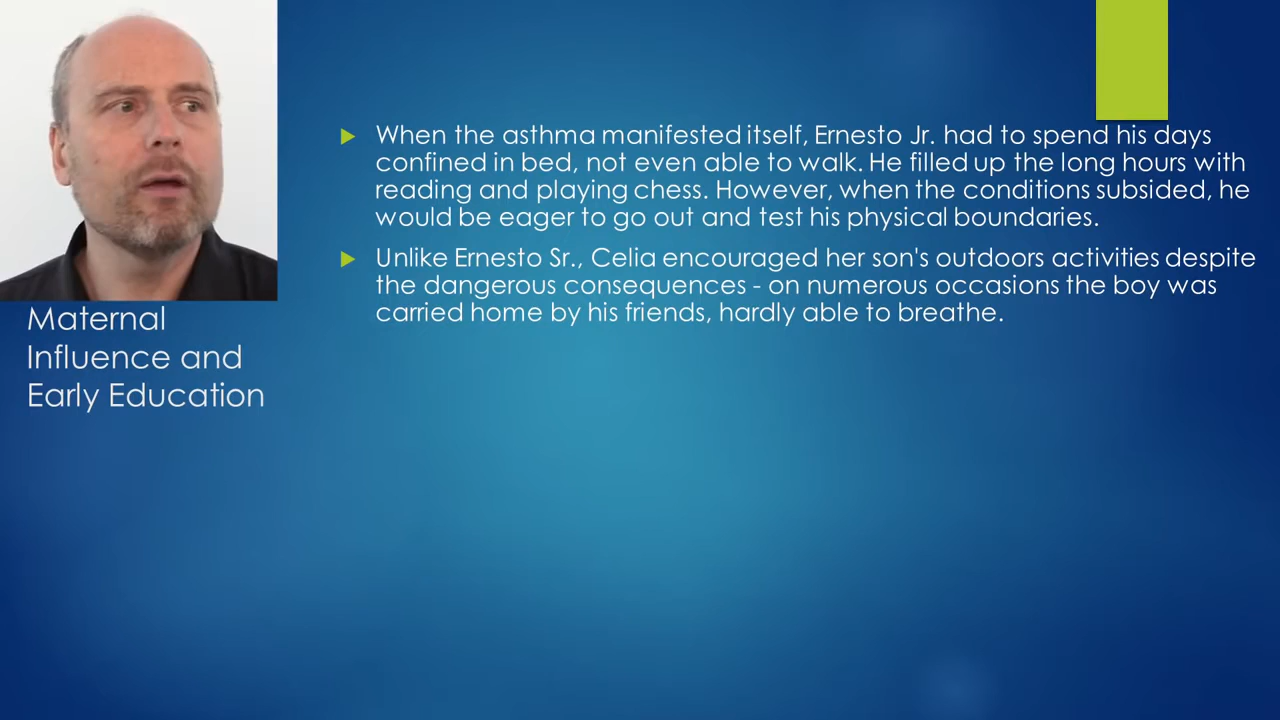 Maternal
Influence and
Early Education
When the asthma manifested itself, Ernesto Jr. had to spend his days
confined in bed, not even able to walk. He filled up the long hours with
reading and playing chess. However, when the conditions subsided, he
would be eager to go out and test his physical boundaries.
Unlike Ernesto Sr., Celia encouraged her son's outdoors activities despite
the dangerous consequences - on numerous occasions the boy was
carried home by his friends, hardly able to breathe.